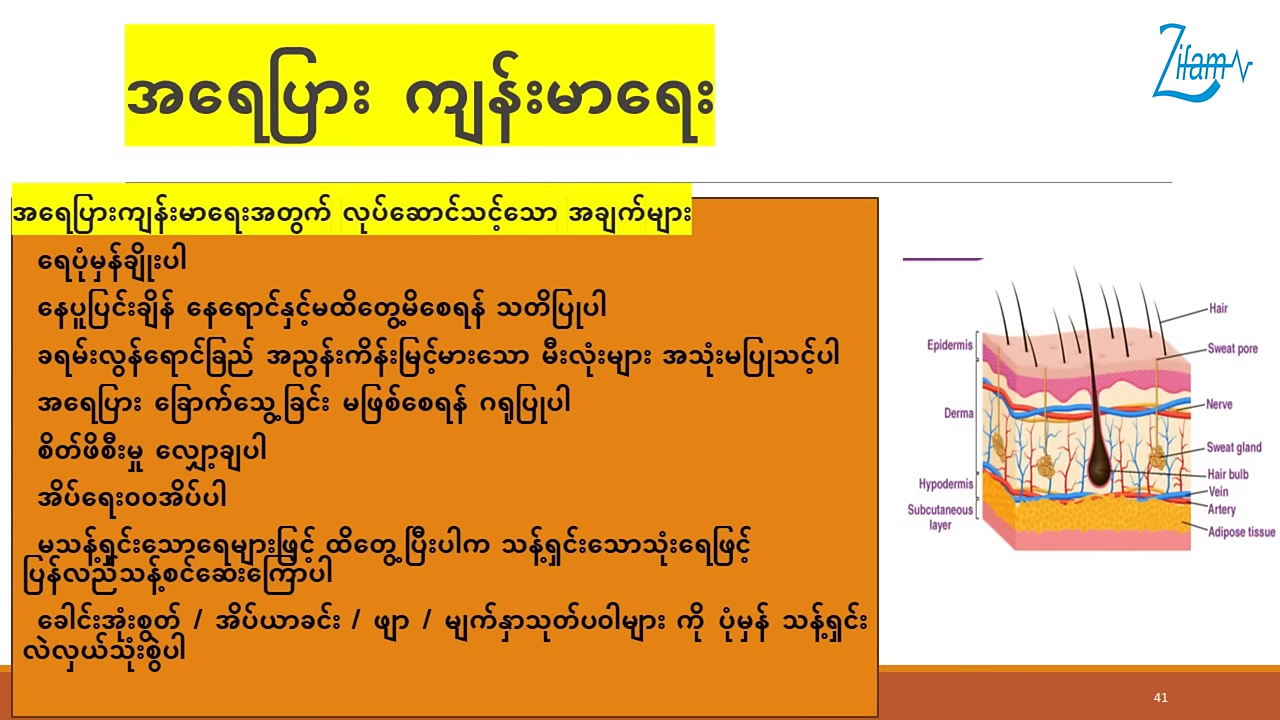 အရေပြား ကျန်းမာရေး
Zifam
အရေပြားကျန်းမာရေးအတွက် လုပ်ဆောင်သင့်သော အချက်များ
ရေပုံမှန်ချိုးပါ
နေပူပြင်းချိန် နေရောင်နှင့်မထိတွေ့မိစေရန် သတိပြုပါ
ခရမ်းလွန်ရောင်ခြည် အညွှန်းကိန်းမြင့်မားသော မီးလုံးများ အသုံးမပြုသင့်ပါ
အရေပြား ခြောက်သွေ့ခြင်း မဖြစ်စေရန် ဂရုပြုပါ
စိတ်ဖိစီးမှု လျှော့ချပါ
အိပ်ရေးဝဝအိပ်ပါ
မသန့်ရှင်းသောရေများဖြင့် ထိတွေ့ပြီးပါက သန့်ရှင်းသောသုံးရေဖြင့်
ပြန်လည်သန့်စင်ဆေးကြောပါ
ခေါင်းအုံးစွတ် / အိပ်ယာခင်း / ဖျာ / မျက်နှာသုတ်ပဝါများ ကို ပုံမှန် သန့်ရှင်း
လဲလှယ်သုံးစွဲပါ
Hair
Epidermis
Sweat pore
Nerve
Derma
Sweat gland
Hair bulb
Hypodermis
Vein
Subcutaneous
layer
Artery
Adipose tissue
41